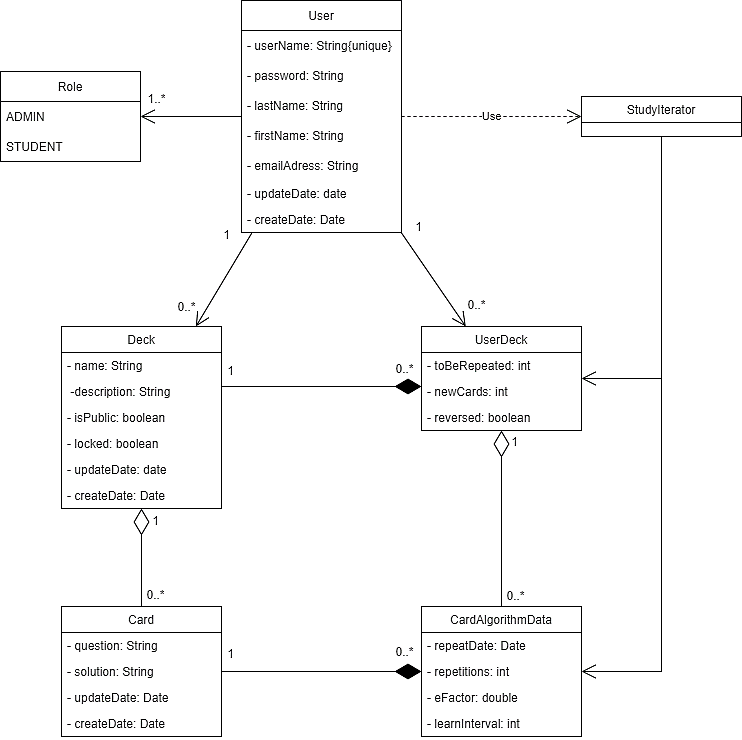 User
- userName: String{unique}
- password: String
- lastName: String
- firstName: String
- emailAdress: String
- updateDate: date
- createDate: Date
Role
ADMIN
STUDENT
1..*
Use
StudyIterator
1
0..*
1
0..*
Deck
- name: String
-description: String
- isPublic: boolean
- locked: boolean
- updateDate: date
- createDate: Date
1
0..*
UserDeck
- toBeRepeated: int
- newCards: int
- reversed: boolean
1
0..*
1
0..*
Card
- question: String
- solution: String
- updateDate: Date
- createDate: Date
1
0..*
CardAlgorithmData
- repeatDate: Date
- repetitions: int
- eFactor: double
- learnInterval: int